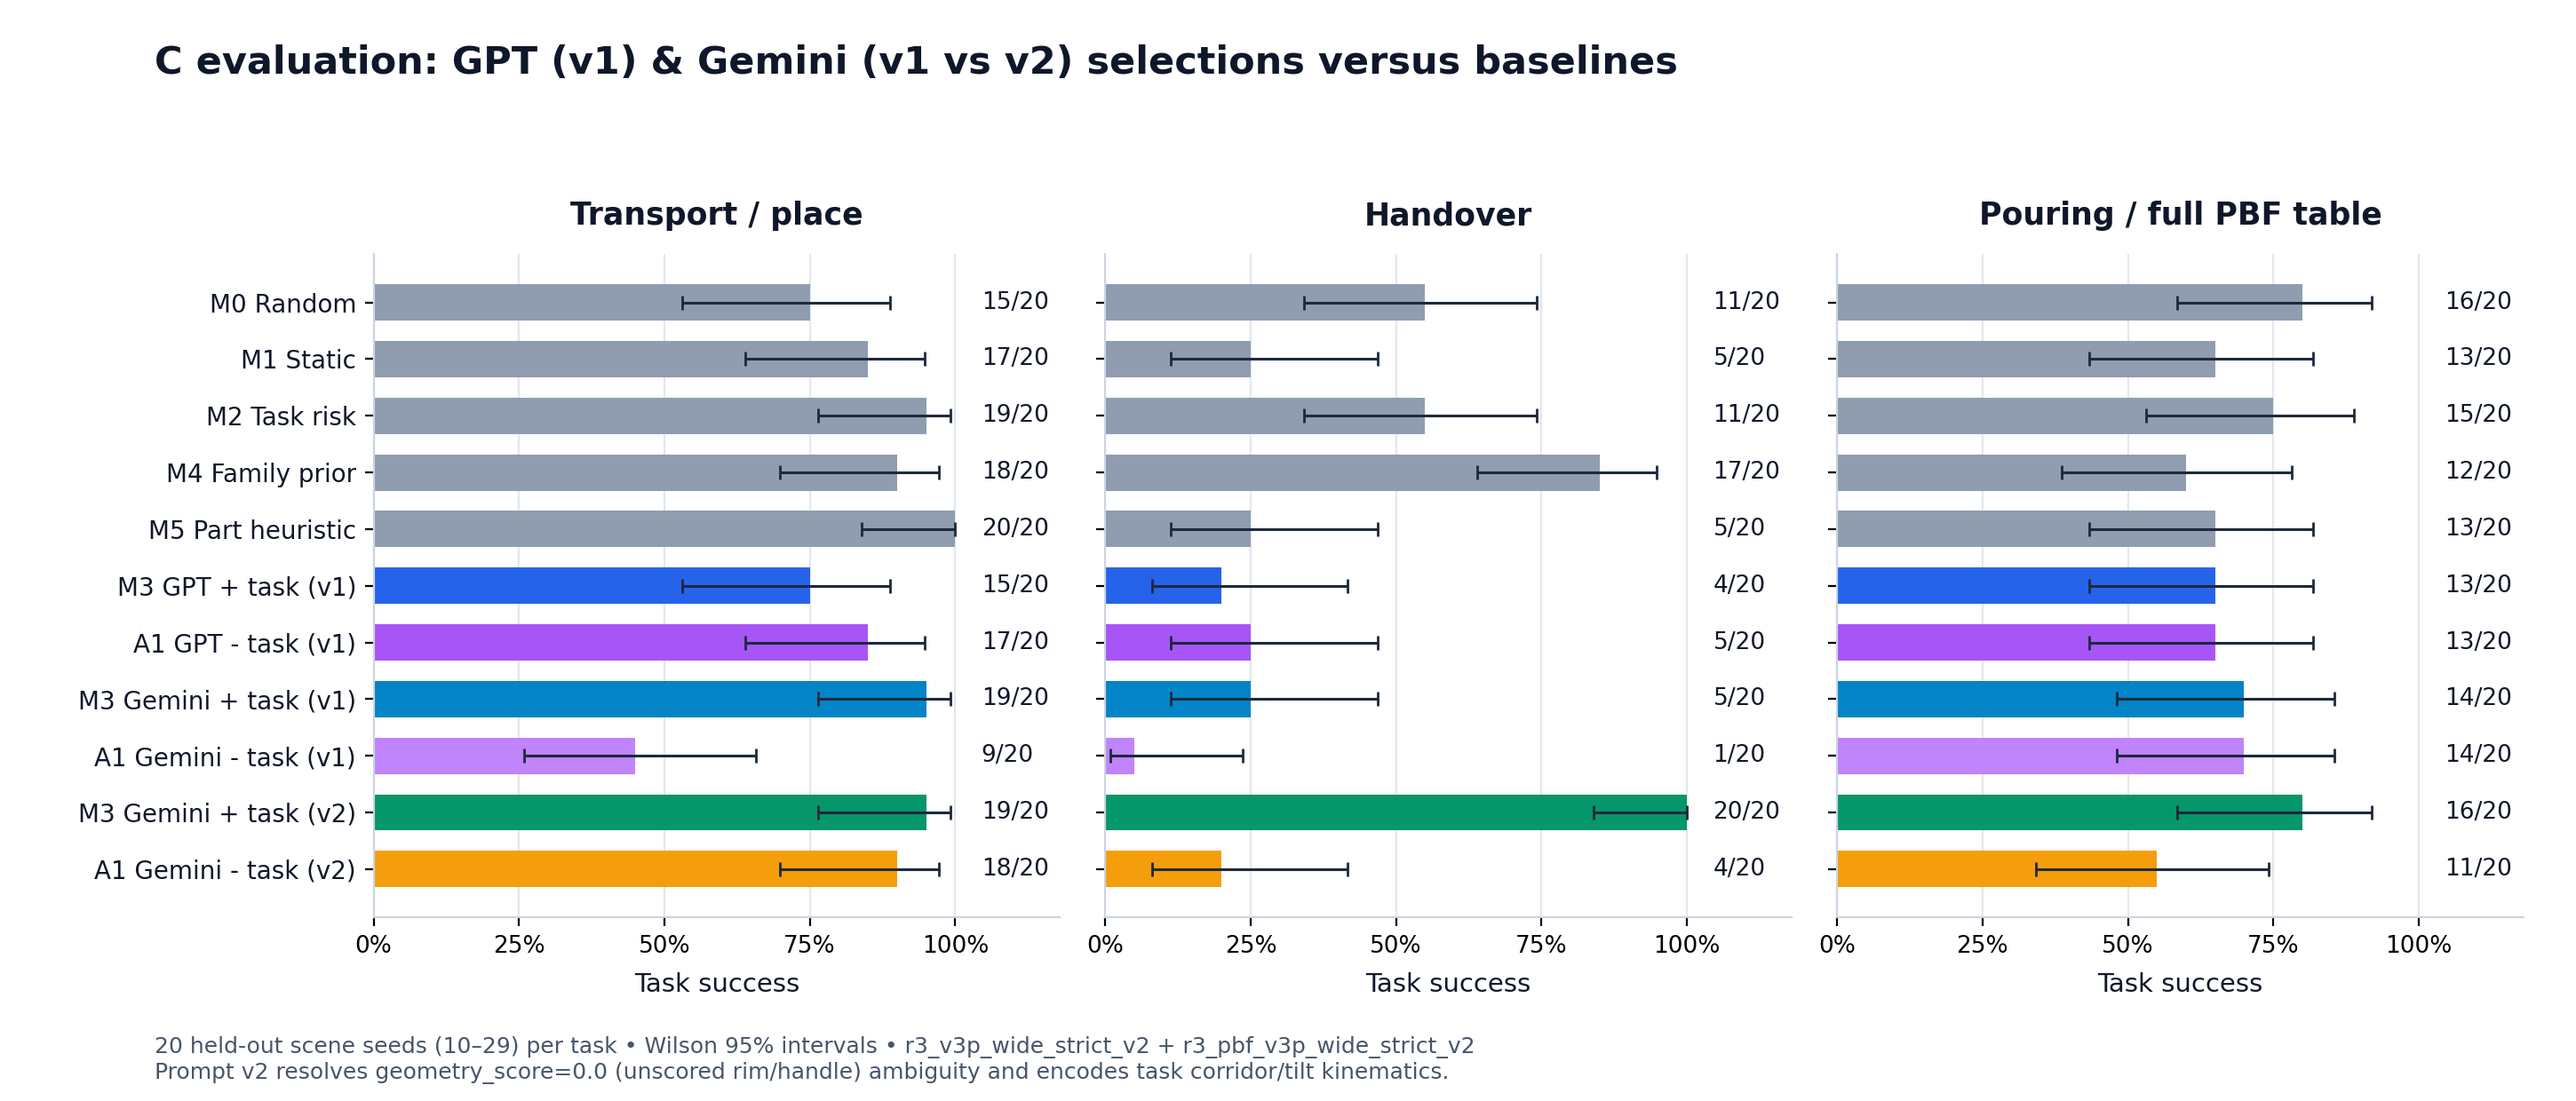 C evaluation: GPT (v1) & Gemini (v1 vs v2) selections versus baselines
Transport / place
Handover
Pouring / full PBF table
M0 Random 15/20 11/20 16/20
M1 Static 17/20 5/20 13/20
M2 Task risk 19/20 11/20 15/20
M4 Family prior 18/20 17/20 12/20
M5 Part heuristic 20/20 5/20 13/20
M3 GPT + task (v1) 15/20 4/20 13/20
A1 GPT - task (v1) 17/20 5/20 13/20
M3 Gemini + task (v1) 19/20 5/20 14/20
A1 Gemini - task (v1) 9/20 1/20 14/20
M3 Gemini + task (v2) 19/20 20/20 16/20
A1 Gemini - task (v2) 18/20 4/20 11/20
0% 25% 50% 75% 100% 0% 25% 50% 75% 100% 0% 25% 50% 75% 100%
Task success Task success Task success
20 held-out scene seeds (10–29) per task • Wilson 95% intervals • r3_v3p_wide_strict_v2 + r3_pbf_v3p_wide_strict_v2
Prompt v2 resolves geometry_score=0.0 (unscored rim/handle) ambiguity and encodes task corridor/tilt kinematics.